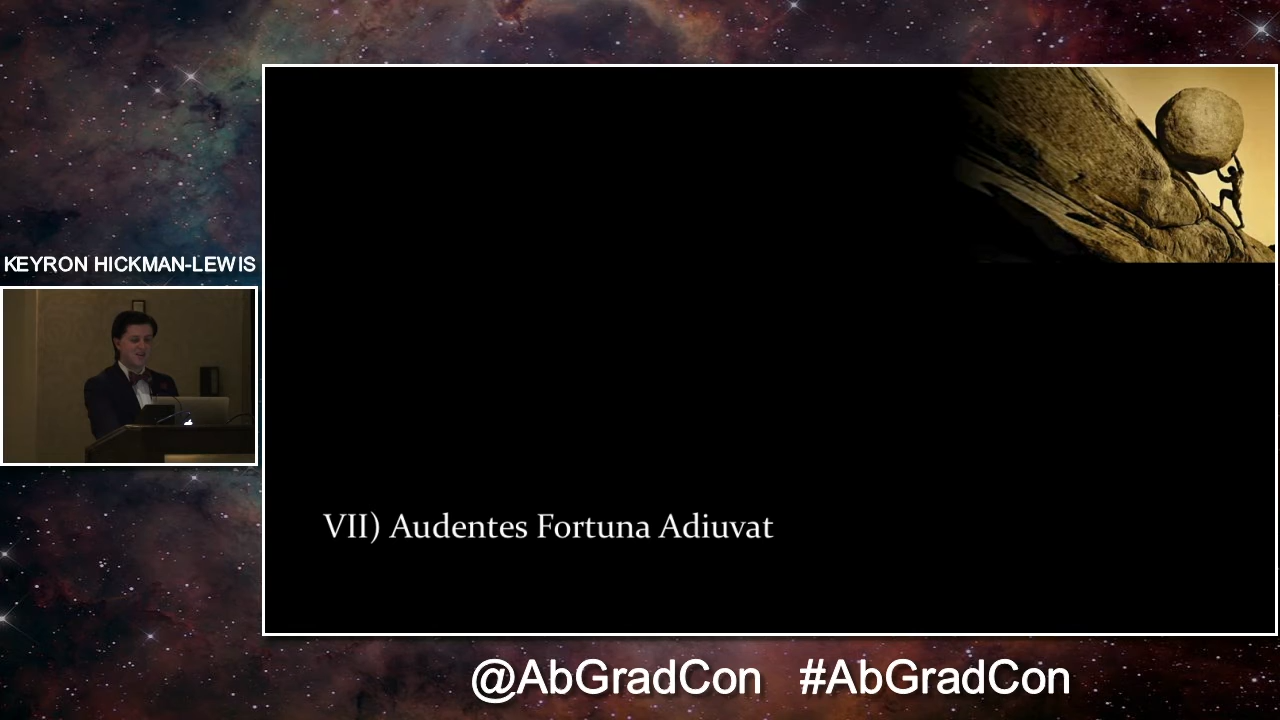 KEYRON HICKMAN-LEWIS
VII) Audentes Fortuna Adiuvat
@AbGradCon #AbGradCon